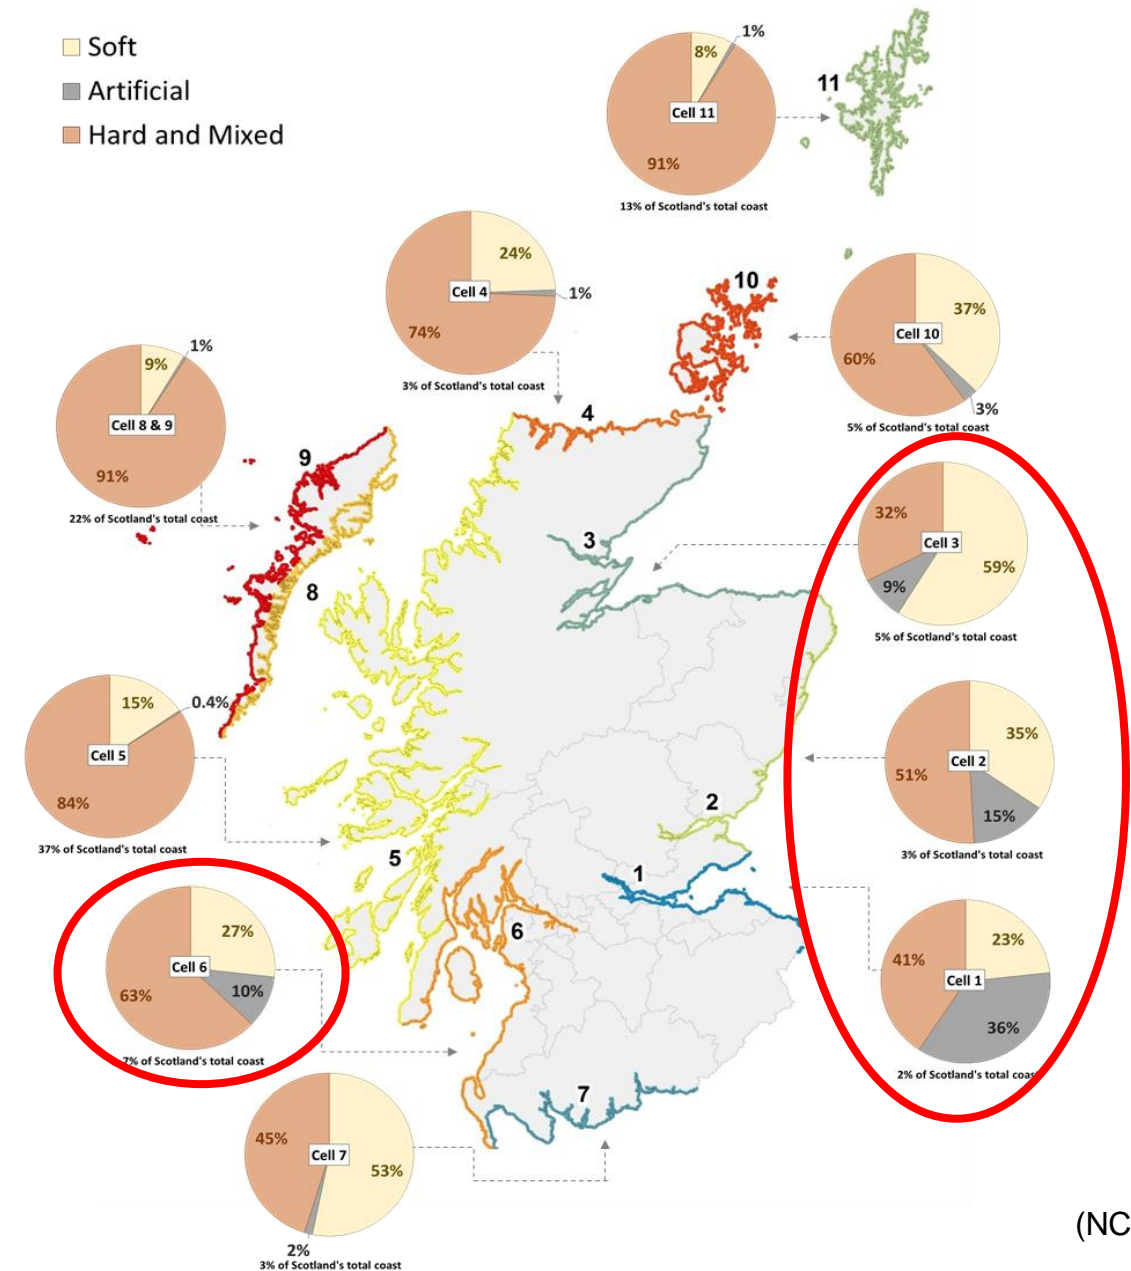 Soft
Artificial
Hard and Mixed
8%
1%
Cell 11
91%
13% of Scotland's total coast
11
24%
Cell 4
1%
74%
3% of Scotland's total coast
10
37%
Cell 10
60%
3%
5% of Scotland's total coast
9%
1%
Cell 8 & 9
91%
22% of Scotland's total coast
4
9
8
3
32%
Cell 3
59%
9%
5% of Scotland's total coast
15%
0.4%
Cell 5
84%
37% of Scotland's total coast
5
35%
Cell 2
51%
15%
3% of Scotland's total coast
2
1
27%
Cell 6
10%
63%
7% of Scotland's total coast
6
23%
41%
Cell 1
36%
2% of Scotland's total coast
7
45%
Cell 7
53%
2%
3% of Scotland's total coast
(NC